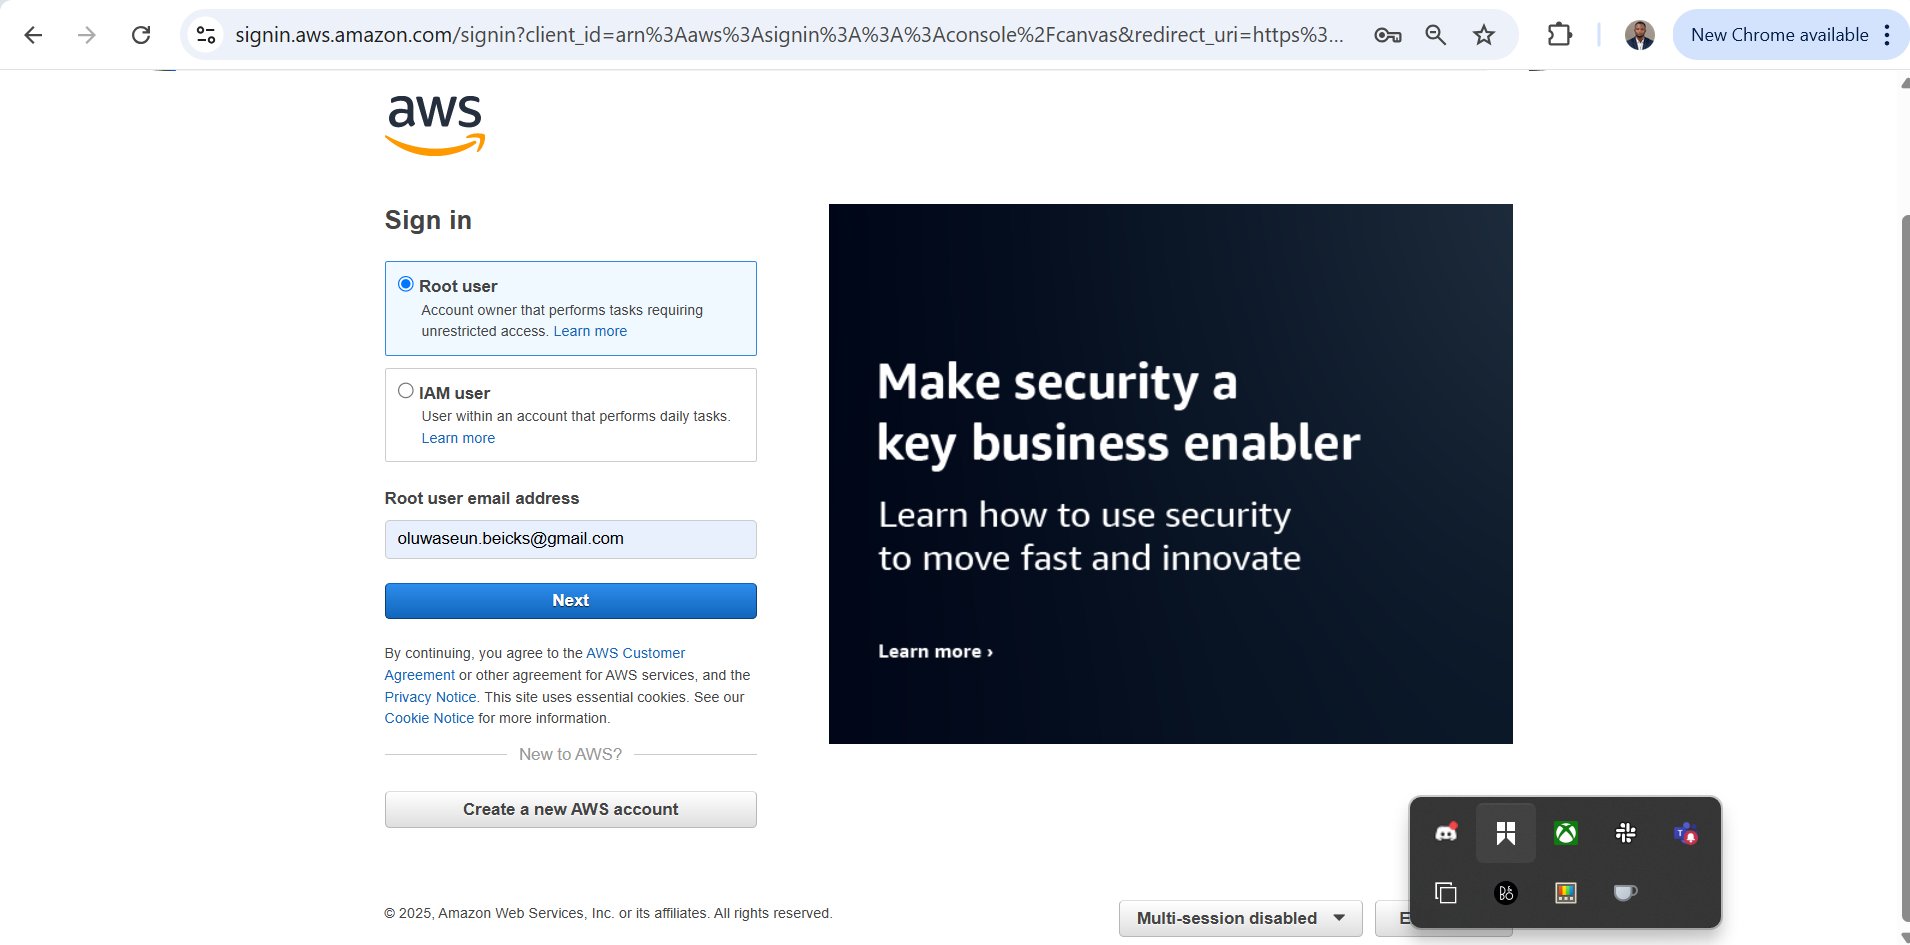 signin.aws.amazon.com/signin?client_id=arn%3Aaws%3Asignin%3A%3A%3Aconsole%2Fcanvas&redirect_uri=https%3...
New Chrome available
aws
Sign in
Root user
Account owner that performs tasks requiring
unrestricted access. Learn more
IAM user
User within an account that performs daily tasks.
Learn more
Root user email address
oluwaseun.beicks@gmail.com
Next
By continuing, you agree to the AWS Customer
Agreement or other agreement for AWS services, and the
Privacy Notice. This site uses essential cookies. See our
Cookie Notice for more information.
New to AWS?
Create a new AWS account
Make security a
key business enabler
Learn how to use security
to move fast and innovate
Learn more ›
© 2025, Amazon Web Services, Inc. or its affiliates. All rights reserved.
Multi-session disabled